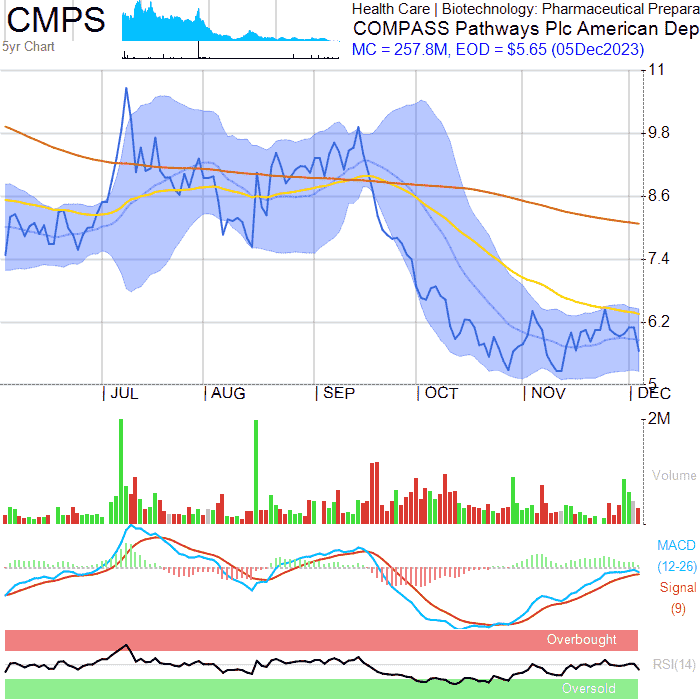 CMPS
5yr Chart
Health Care | Biotechnology: Pharmaceutical Prepara
COMPASS Pathways Plc American Dep
MC = 257.8M, EOD = $5.65 (05Dec2023)
11
9.8
8.6
7.4
6.2
5
JUL AUG SEP OCT NOV DEC
2M
Volume
MACD
(12-26)
Signal
(9)
Overbought
RSI(14)
Oversold